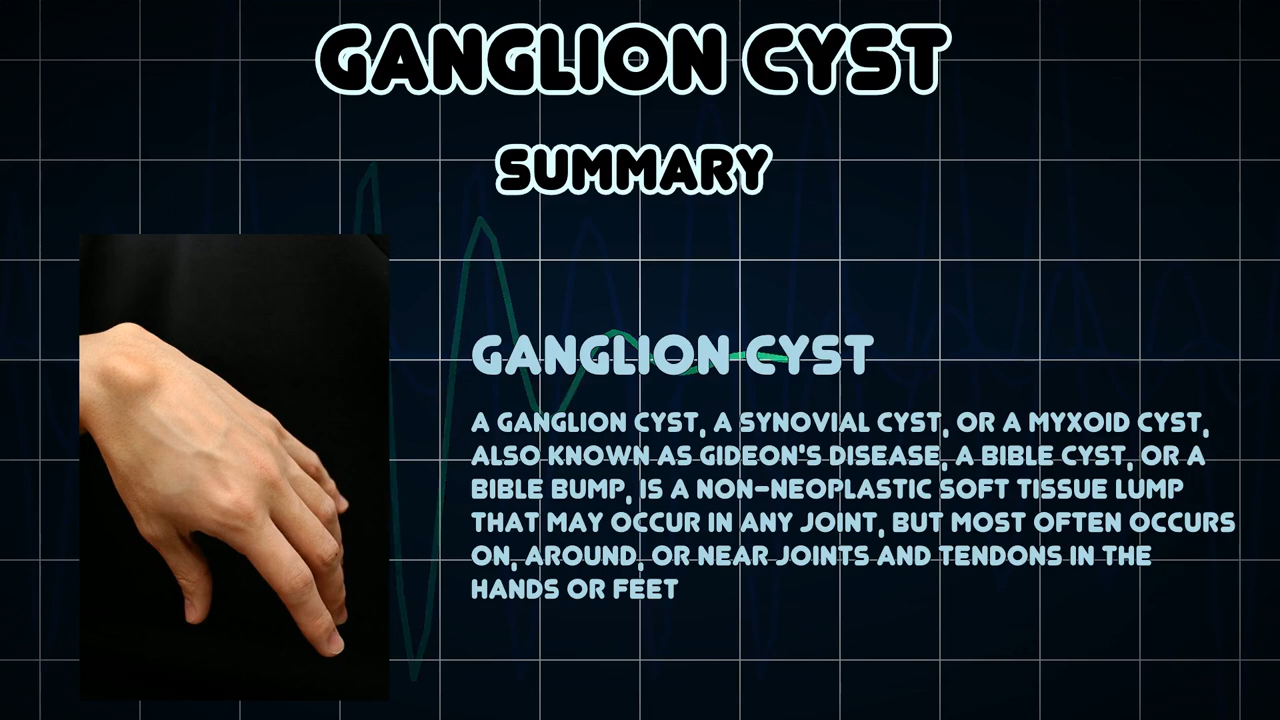 GANGLION CYST
SUMMARY
GANGLION CYST
A GANGLION CYST, A SYNOVIAL CYST, OR A MYXOID CYST,
ALSO KNOWN AS GIDEON'S DISEASE, A BIBLE CYST, OR A
BIBLE BUMP, IS A NON-NEOPLASTIC SOFT TISSUE LUMP
THAT MAY OCCUR IN ANY JOINT, BUT MOST OFTEN OCCURS
ON, AROUND, OR NEAR JOINTS AND TENDONS IN THE
HANDS OR FEET